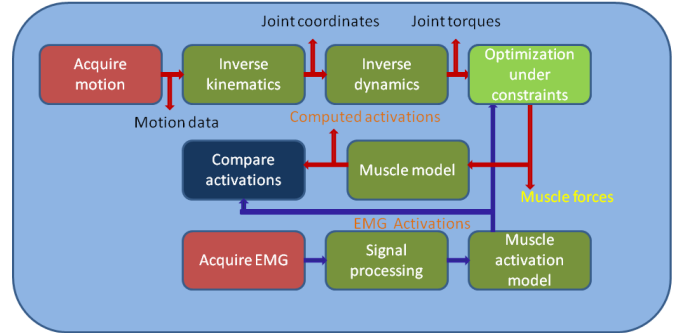 Joint coordinates
Joint torques
Acquire
motion
Inverse
kinematics
Inverse
dynamics
Optimization
under
constraints
Motion data
Computed activations
Compare
activations
Muscle model
Muscle forces
EMG Activations
Acquire EMG
Signal
processing
Muscle
activation
model